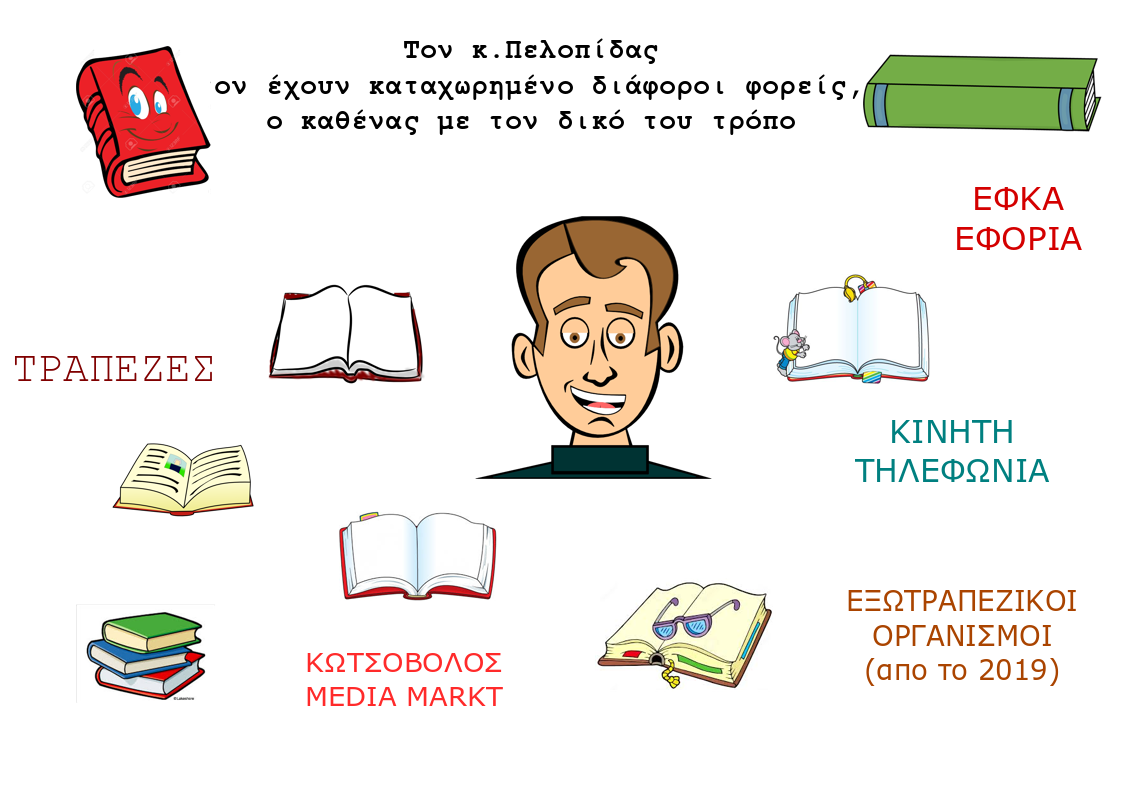 Τον κ.Πελοπίδας
ον έχουν καταχωρημένο διάφοροι φορείς,
ο καθένας με τον δικό του τρόπο
ΕΦΚΑ
ΕΦΟΡΙΑ
ΤΡΑΠΕΖΕΣ
ΚΙΝΗΤΗ
ΤΗΛΕΦΩΝΙΑ
ΕΞΩΤΡΑΠΕΖΙΚΟΙ
ΟΡΓΑΝΙΣΜΟΙ
(απο το 2019)
ΚΩΤΣΟΒΟΛΟΣ
MEDIA MARKT